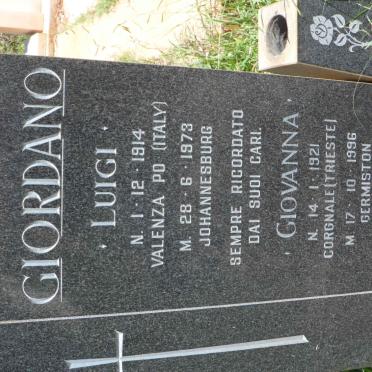 GIORDANO
LUIGI
N. 1 - 12 - 1914
VALENZA PO (ITALY)
M. 28 - 6 - 1973
JOHANNESBURG
SEMPRE RICORDATO
DAI SUOI CARI.
GIOVANNA
N. 14 - 1 - 1921
CORGNALE (TRIESTE)
M. 17 - 10 - 1996
GERMISTON